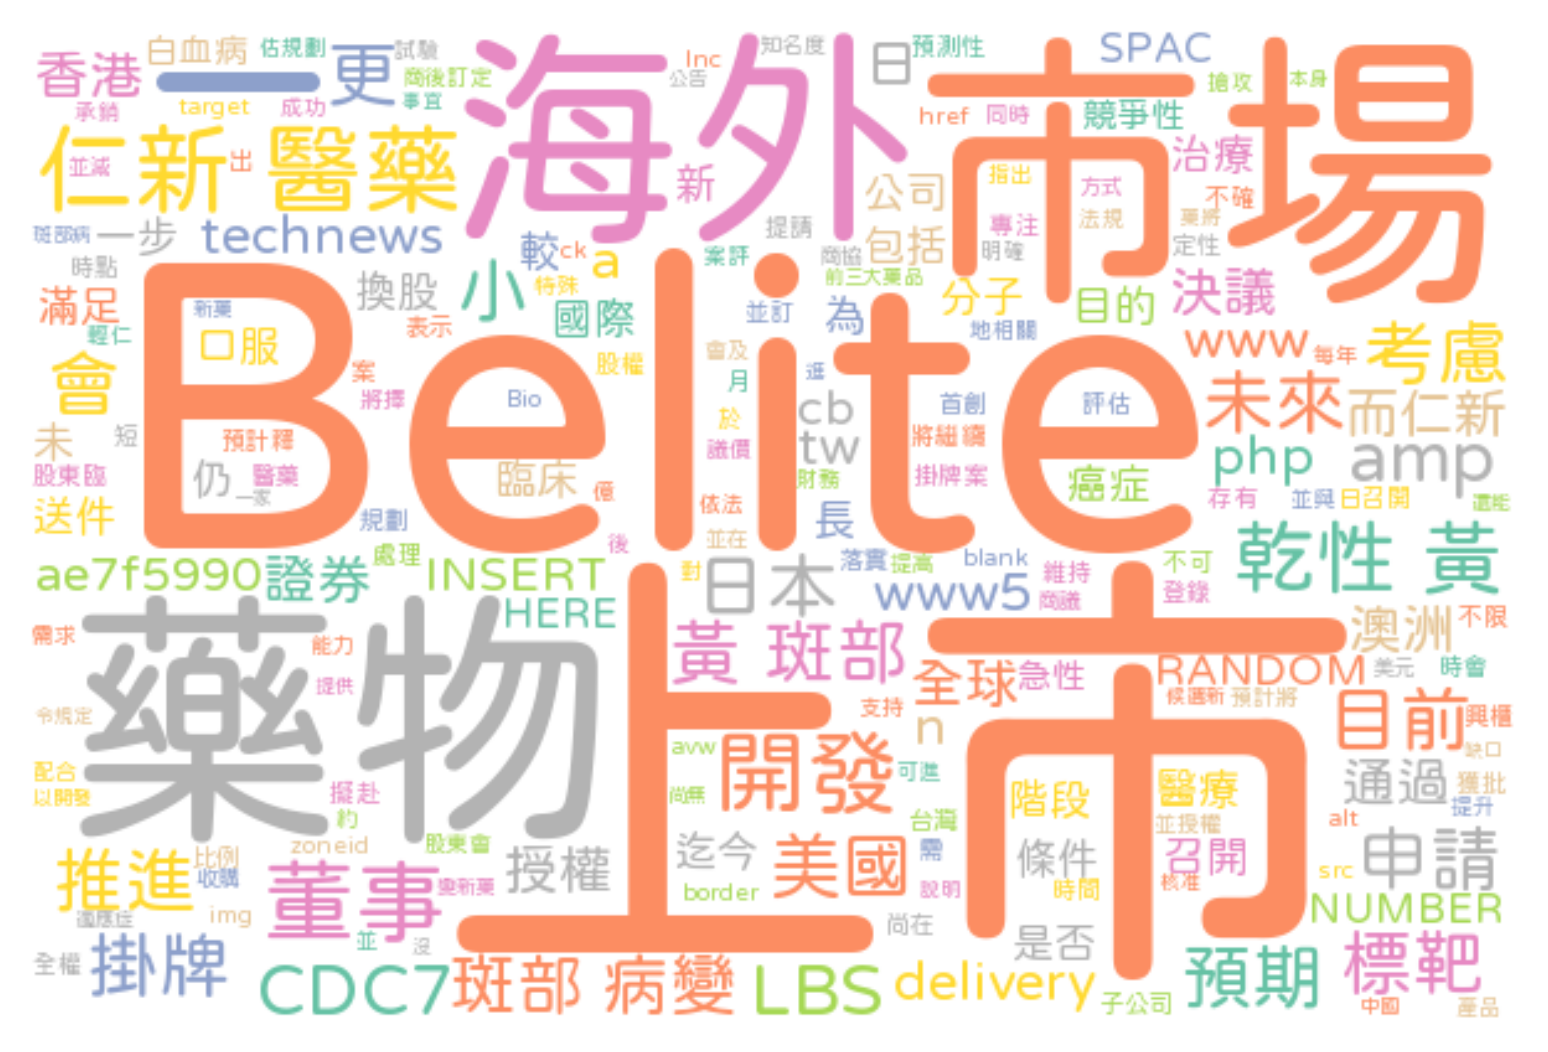 香港
白血病
估規劃
更
試驗
海外
Inc
知名度
日
預測性
市場
SPAC
一
商後訂定
公告
搶攻
本身
承銷
target
成功
事宜
href
同時
競爭性
仁新 醫藥
並減
出
新
公司
指出
方式
治療
不確
斑部病
一步
technews
較
ck
a
提請
包括
專注
法規
藥將
案評
商協
明確
定性
時點
換股
小
特殊
前三大藥品
分子
目的
決議
滿足
新藥
表示
國際
並訂
為
地相關
www
每年
考慮
輕仁
口服
Belite
股權
會及
會
案
月
進
未來
而仁新
將擇
Bio
於
cb
首創
評估
未
短
預計釋
議價
tw
將繼續
php
amp
股東臨
仍
醫藥
臨床
財務
掛牌案
癌症
一家
億
依法
存有
並與
日召開
還能
送件
規劃
並在
長
乾性 黃
後
ae7f5990
證券
處理
INSERT
對
日本
落實
提高
blank
維持
不可
HERE
www5
商議
登錄
需求
藥物
能力
上市
黃 斑部
全球
急性
澳洲
不限
提供
RANDOM
美元
時會
令規定
支持
n
候選新
預計將
目前
興櫃
缺口
配合
avw
開發
可進
以開發
擬赴
尚無
階段
醫療
通過
獲批
提升
約
台灣
並授權
alt
zoneid
股東會
迄今
美國
需
條件
召開
申請
推進
比例
收購
董事
授權
border
說明
時間
核准
src
適應症
img
NUMBER
並
沒
尚在
是否
全權
掛牌
CDC7
斑部 病變
LBS
delivery
子公司
預期
標靶
中國
產品